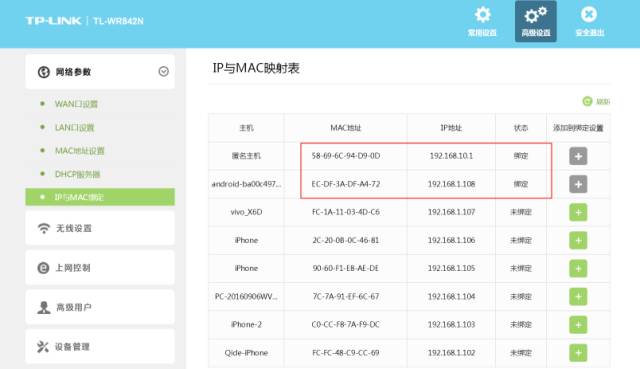 TP-LINK | TL-WR842N
常用设置 高级设置 安全退出
网络参数
WAN口设置
LAN口设置
MAC地址设置
DHCP服务器
IP与MAC绑定
无线设置
上网控制
高级用户
设备管理
IP与MAC映射表
刷新
主机 MAC地址 IP地址 状态 添加到绑定设置
匿名主机 58-69-6C-94-D9-0D 192.168.10.1 绑定
android-ba00c497... EC-DF-3A-DF-A4-72 192.168.1.108 绑定
vivo_X6D FC-1A-11-03-4D-C6 192.168.1.107 未绑定
iPhone 2C-20-0B-0C-46-81 192.168.1.106 未绑定
iPhone 90-60-F1-EB-AE-DE 192.168.1.105 未绑定
PC-20160906WV... 7C-7A-91-EF-6C-67 192.168.1.104 未绑定
iPhone-2 C0-CC-F8-7A-F9-DC 192.168.1.103 未绑定
Qide-iPhone FC-FC-48-C9-CC-69 192.168.1.102 未绑定